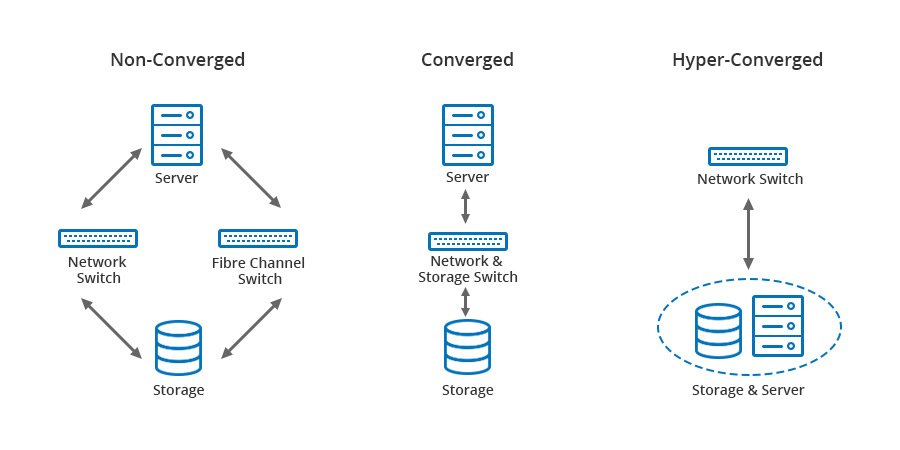 Non-Converged
Server
Network
Switch
Fibre Channel
Switch
Storage
Converged
Server
Network &
Storage Switch
Storage
Hyper-Converged
Network Switch
Storage & Server